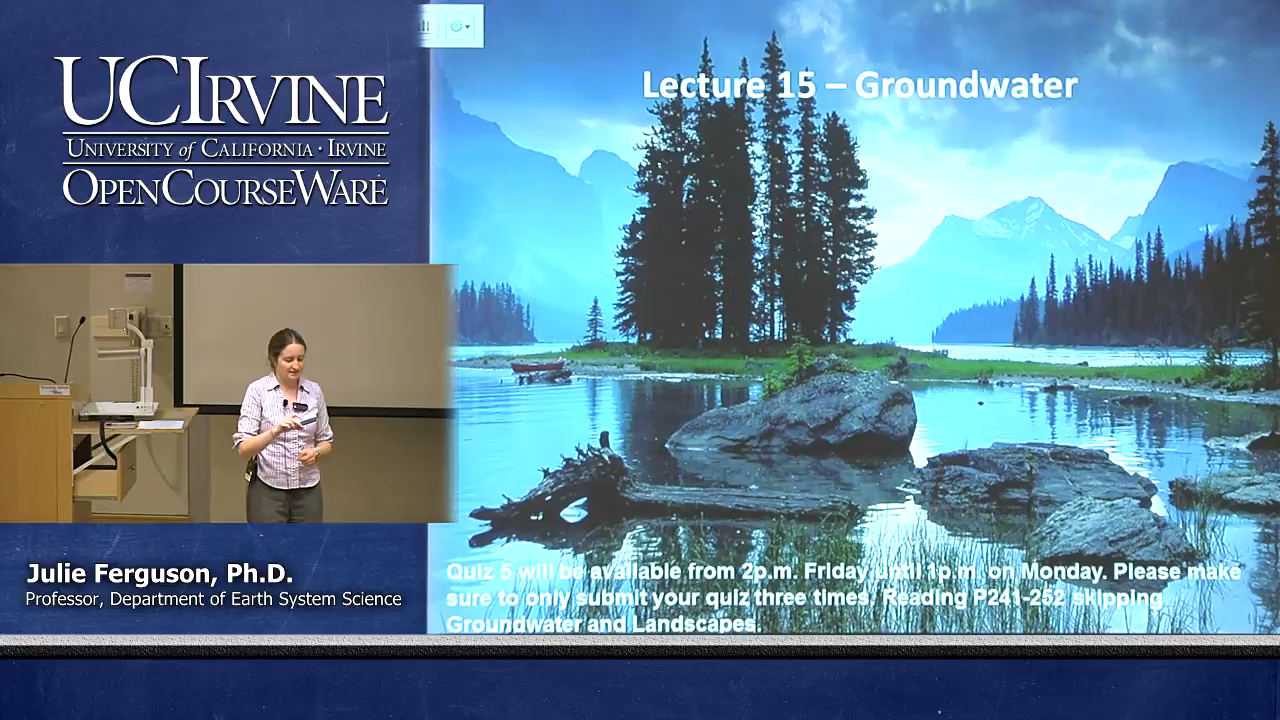 UCIRVINE
UNIVERSITY of CALIFORNIA · IRVINE
OPENCOURSEWARE
Lecture 15 – Groundwater
Julie Ferguson, Ph.D.
Professor, Department of Earth System Science
Quiz 5 will be available from 2p.m. Friday until 1p.m. on Monday. Please make
sure to only submit your quiz three times. Reading P241-252 skipping
Groundwater and Landscapes.